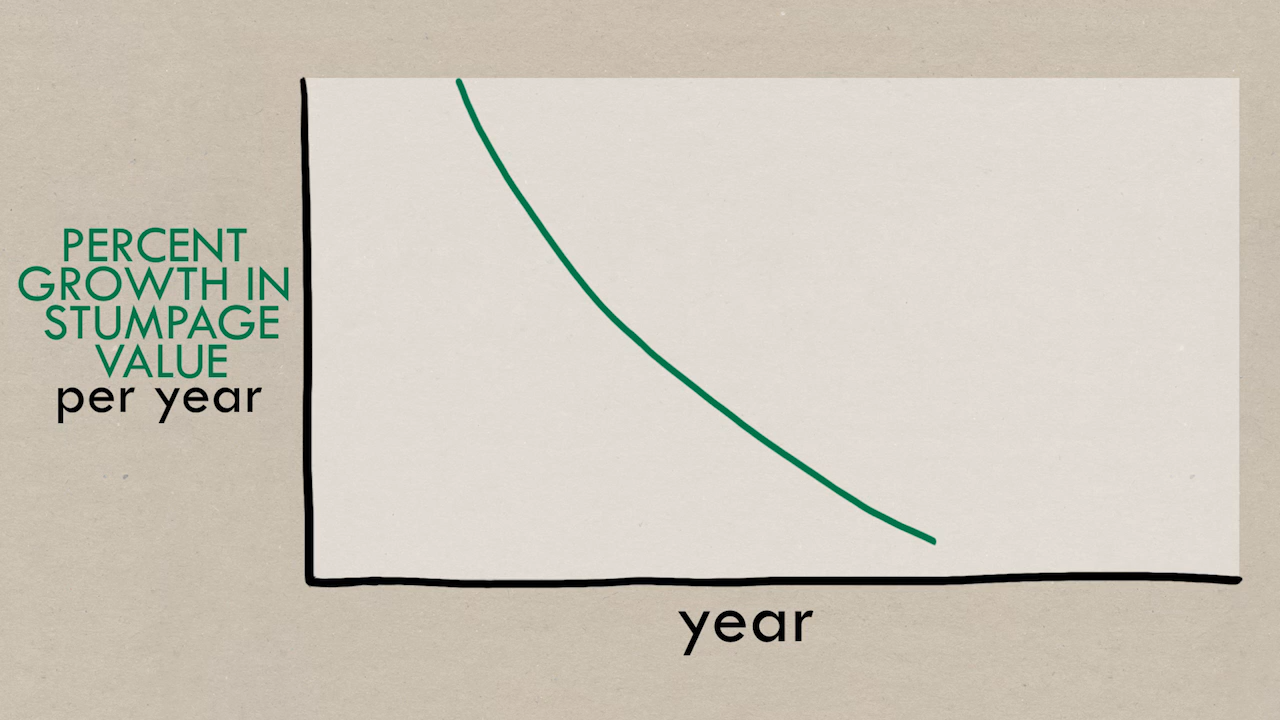 PERCENT
GROWTH IN
STUMPAGE
VALUE
per year
year